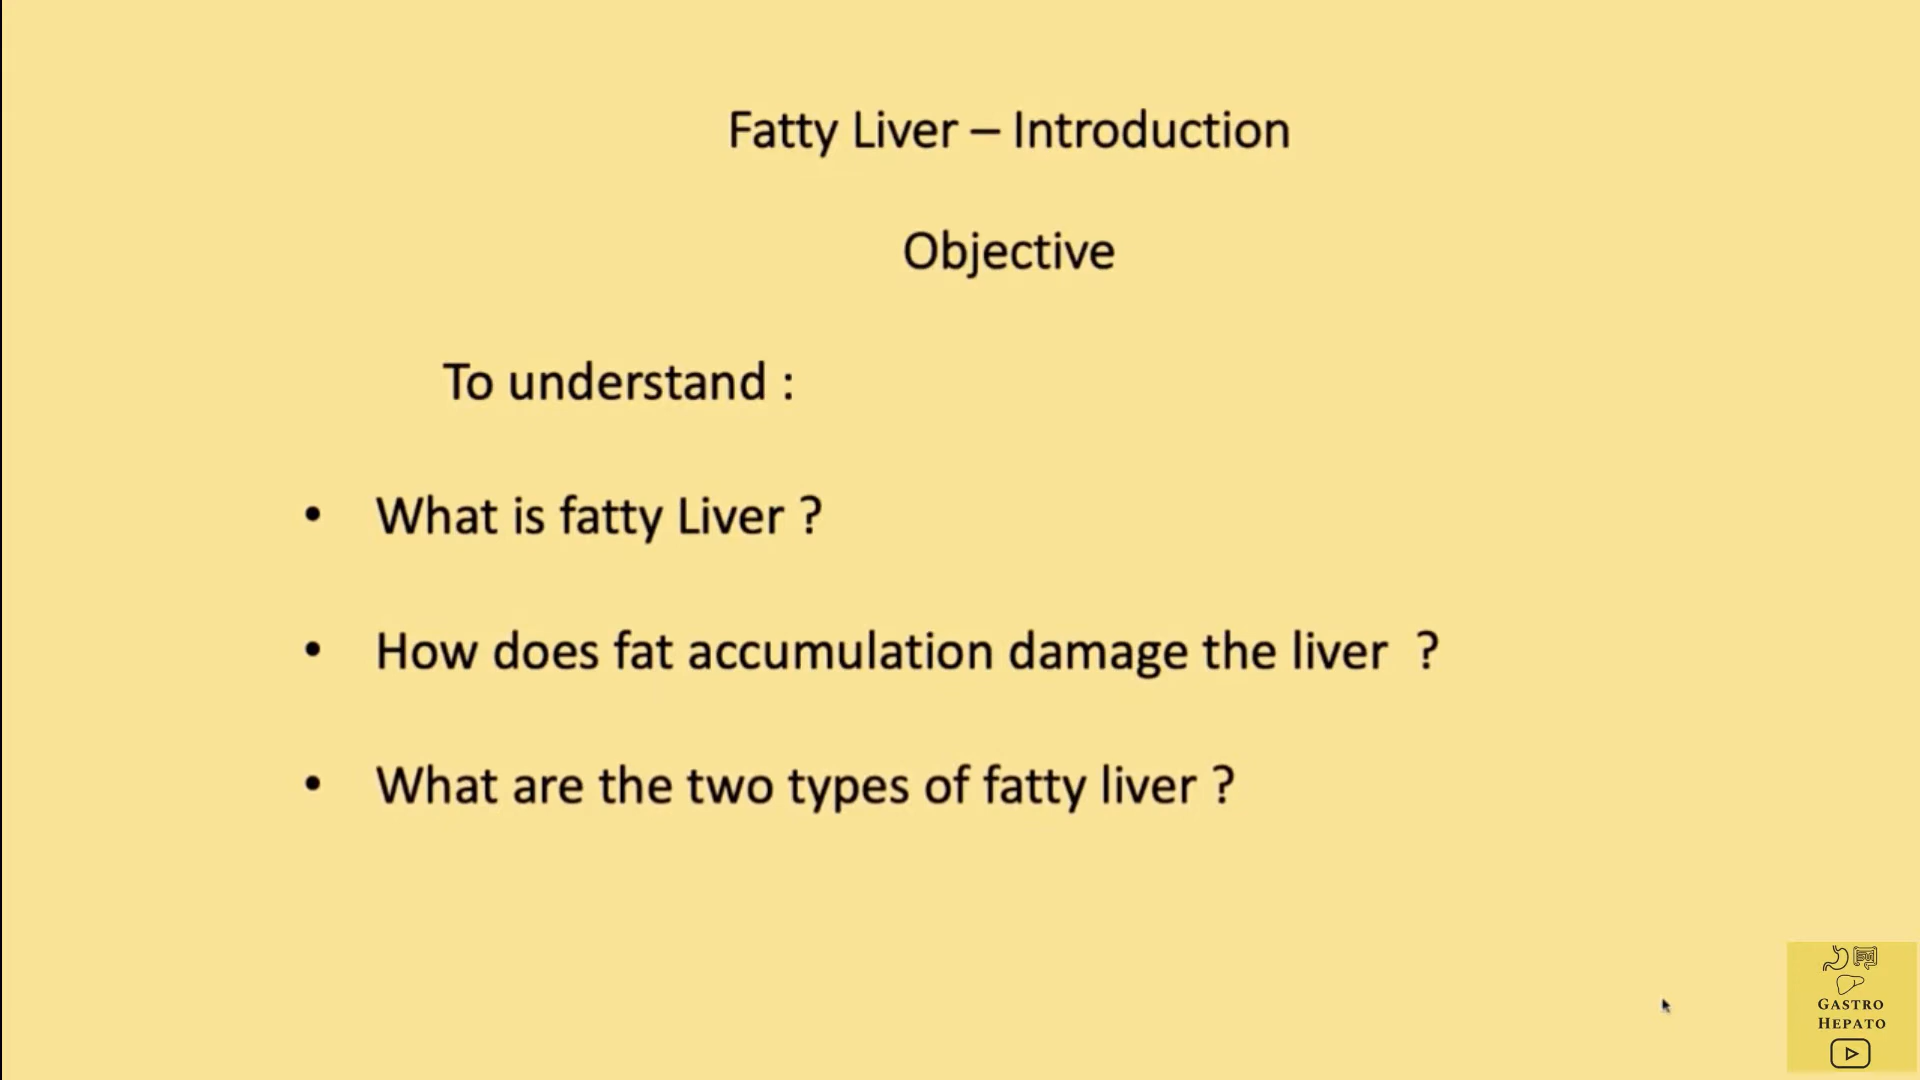 Fatty Liver – Introduction
Objective
To understand :
• What is fatty Liver ?
• How does fat accumulation damage the liver  ?
• What are the two types of fatty liver ?
GASTRO
HEPATO